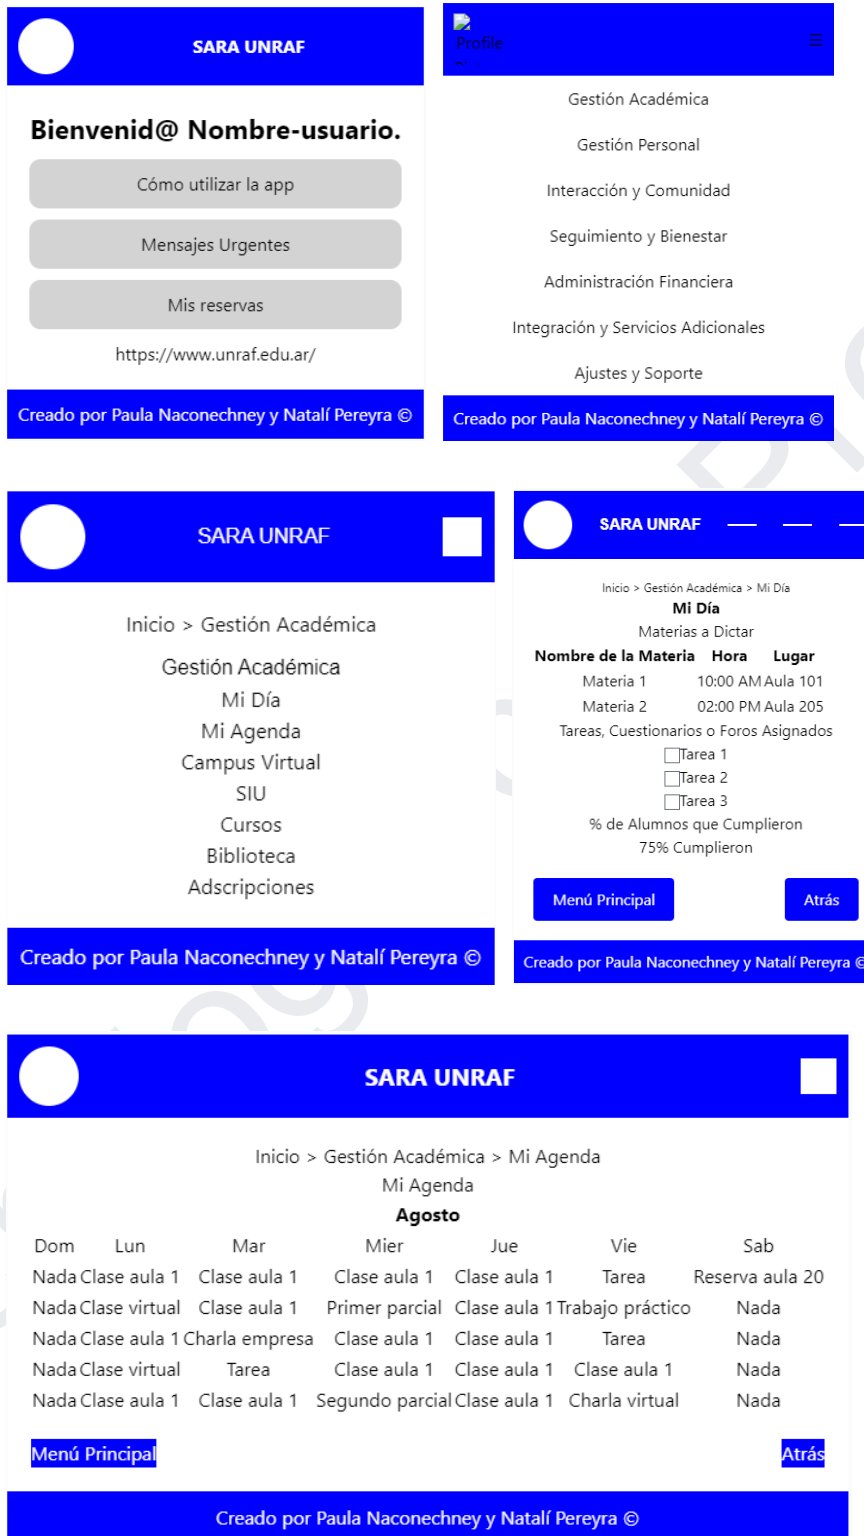 SARA UNRAF
Bienvenid@ Nombre-usuario.
Cómo utilizar la app
Mensajes Urgentes
Mis reservas
https://www.unraf.edu.ar/
Creado por Paula Naconechney y Natalí Pereyra ©
Profile
Gestión Académica
Gestión Personal
Interacción y Comunidad
Seguimiento y Bienestar
Administración Financiera
Integración y Servicios Adicionales
Ajustes y Soporte
Creado por Paula Naconechney y Natalí Pereyra ©
SARA UNRAF
Inicio > Gestión Académica
Gestión Académica
Mi Día
Mi Agenda
Campus Virtual
SIU
Cursos
Biblioteca
Adscripciones
Creado por Paula Naconechney y Natalí Pereyra ©
SARA UNRAF
Inicio > Gestión Académica > Mi Día
Mi Día
Materias a Dictar
Nombre de la Materia Hora Lugar
Materia 1 10:00 AM Aula 101
Materia 2 02:00 PM Aula 205
Tareas, Cuestionarios o Foros Asignados
Tarea 1
Tarea 2
Tarea 3
% de Alumnos que Cumplieron
75% Cumplieron
Menú Principal Atrás
Creado por Paula Naconechney y Natalí Pereyra ©
SARA UNRAF
Inicio > Gestión Académica > Mi Agenda
Mi Agenda
Agosto
Dom Lun Mar Mier Jue Vie Sab
Nada Clase aula 1 Clase aula 1 Clase aula 1 Clase aula 1 Tarea Reserva aula 20
Nada Clase virtual Clase aula 1 Primer parcial Clase aula 1 Trabajo práctico Nada
Nada Clase aula 1 Charla empresa Clase aula 1 Clase aula 1 Tarea Nada
Nada Clase virtual Tarea Clase aula 1 Clase aula 1 Clase aula 1 Nada
Nada Clase aula 1 Clase aula 1 Segundo parcial Clase aula 1 Charla virtual Nada
Menú Principal Atrás
Creado por Paula Naconechney y Natalí Pereyra ©